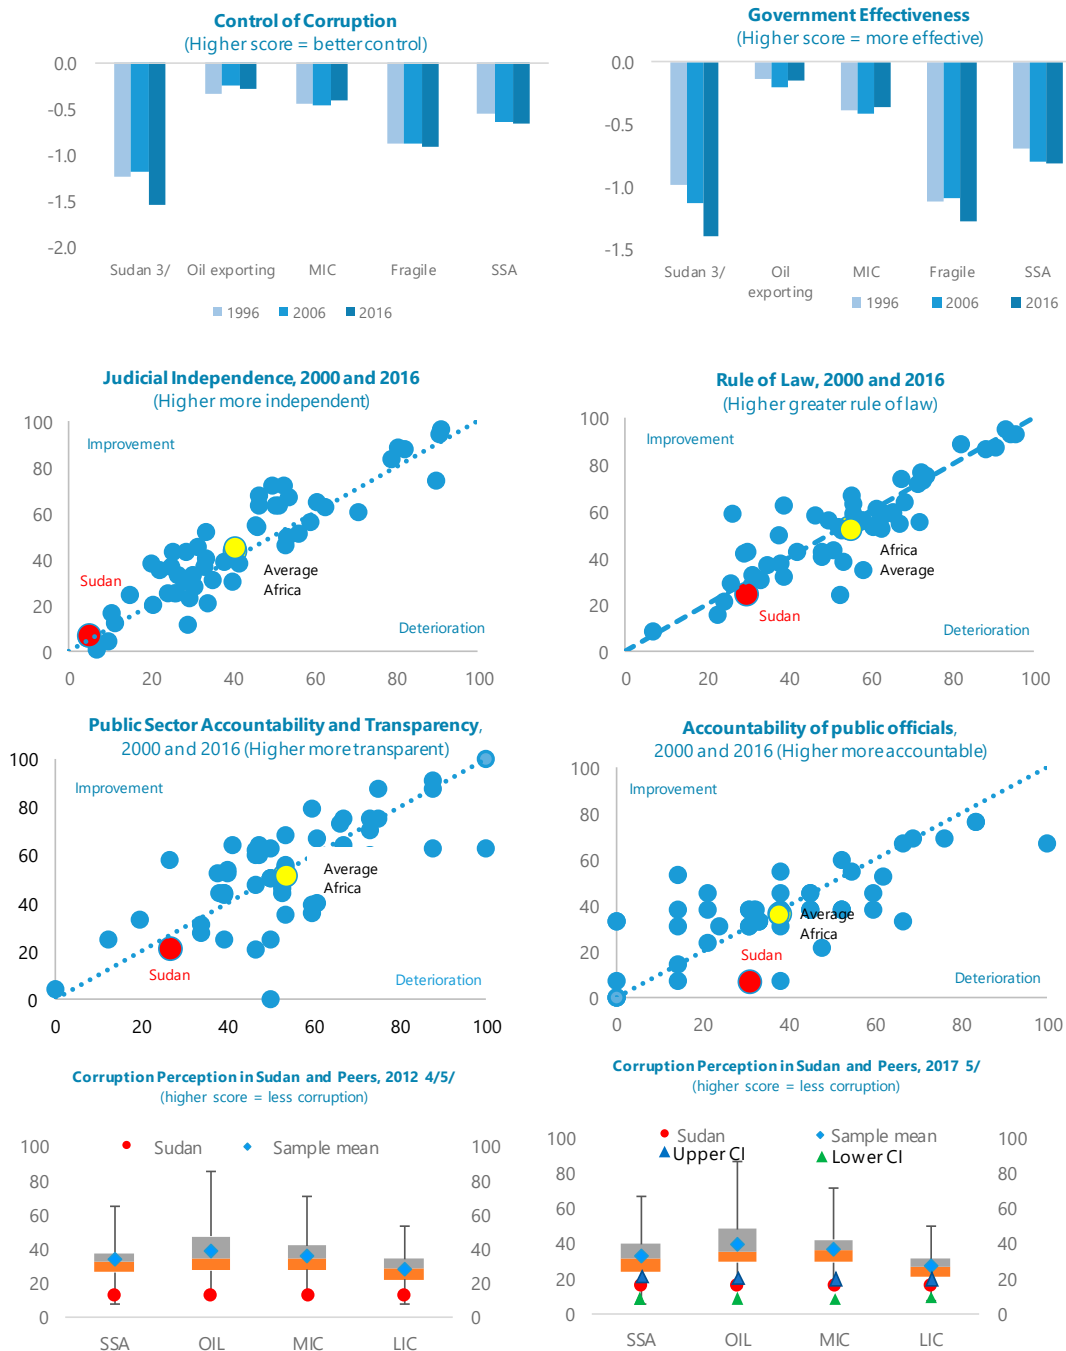 Control of Corruption
(Higher score = better control)
0.0
-0.5
-1.0
-1.5
-2.0
Sudan 3/ Oil exporting MIC Fragile SSA
1996 2006 2016
Government Effectiveness
(Higher score = more effective)
0.0
-0.5
-1.0
-1.5
Sudan 3/ Oil exporting MIC Fragile SSA
1996 2006 2016
Judicial Independence, 2000 and 2016
(Higher more independent)
100
80
60
40
20
0
Improvement
Sudan
Average
Africa
Deterioration
0 20 40 60 80 100
Rule of Law, 2000 and 2016
(Higher greater rule of law)
100
80
60
40
20
0
Improvement
Africa
Average
Sudan
Deterioration
0 20 40 60 80 100
Public Sector Accountability and Transparency,
2000 and 2016 (Higher more transparent)
100
80
60
40
20
0
Improvement
Average
Africa
Sudan
Deterioration
0 20 40 60 80 100
Accountability of public officials,
2000 and 2016 (Higher more accountable)
100
80
60
40
20
0
Improvement
Average
Africa
Sudan
Deterioration
0 20 40 60 80 100
Corruption Perception in Sudan and Peers, 2012 4/5/
(higher score = less corruption)
Sudan Sample mean
100 100
80 80
60 60
40 40
20 20
0 0
SSA OIL MIC LIC
Corruption Perception in Sudan and Peers, 2017 5/
(higher score = less corruption)
Sudan Sample mean
Upper CI Lower CI
100 100
80 80
60 60
40 40
20 20
0 0
SSA OIL MIC LIC